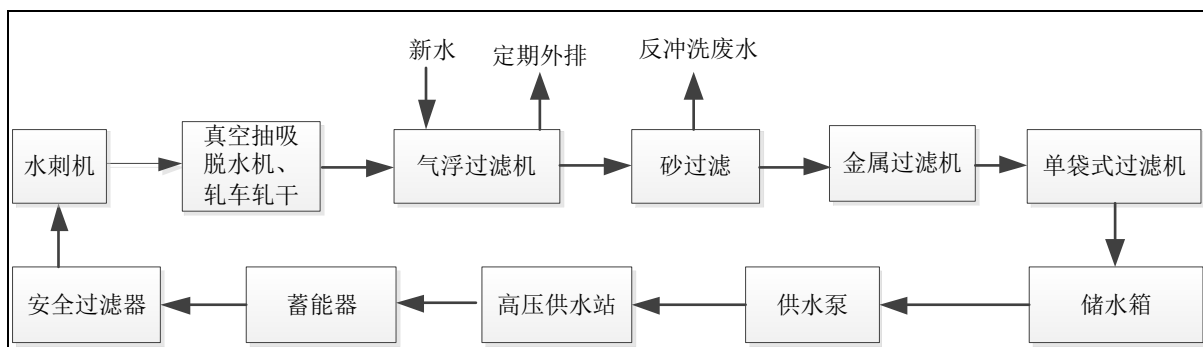 新水
定期外排
反冲洗废水
水刺机
真空抽吸
脱水机、
轧车轧干
气浮过滤机
砂过滤
金属过滤机
单袋式过滤机
安全过滤器
蓄能器
高压供水站
供水泵
储水箱